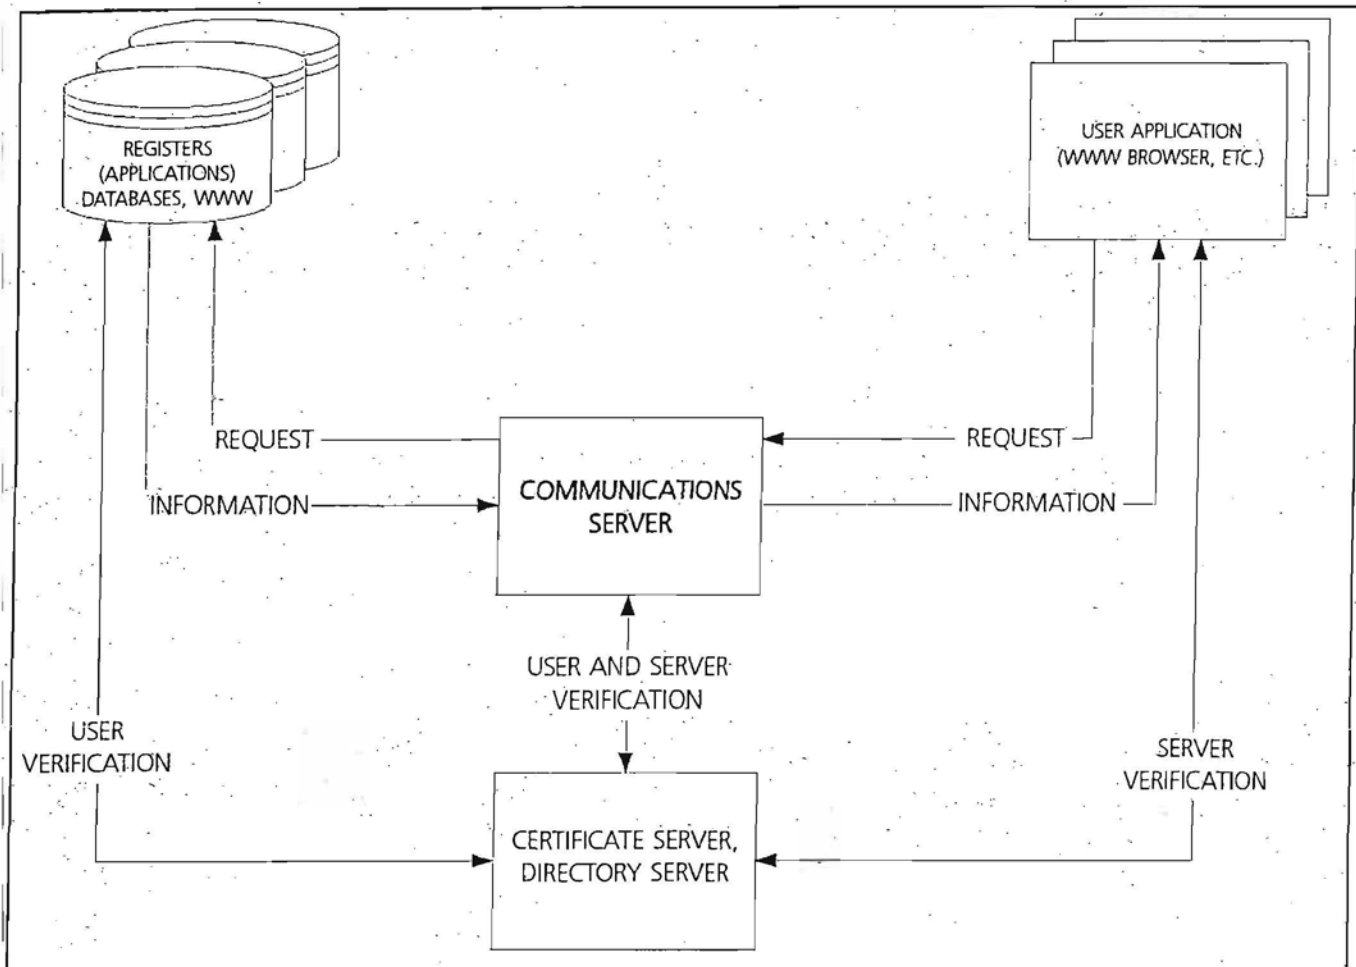 REGISTERS
(APPLICATIONS)
DATABASES, WWW
USER APPLICATION
(WWW BROWSER, ETC.)
REQUEST
REQUEST
COMMUNICATIONS
SERVER
INFORMATION
INFORMATION
USER AND SERVER
VERIFICATION
USER
VERIFICATION
SERVER
VERIFICATION
CERTIFICATE SERVER,
DIRECTORY SERVER